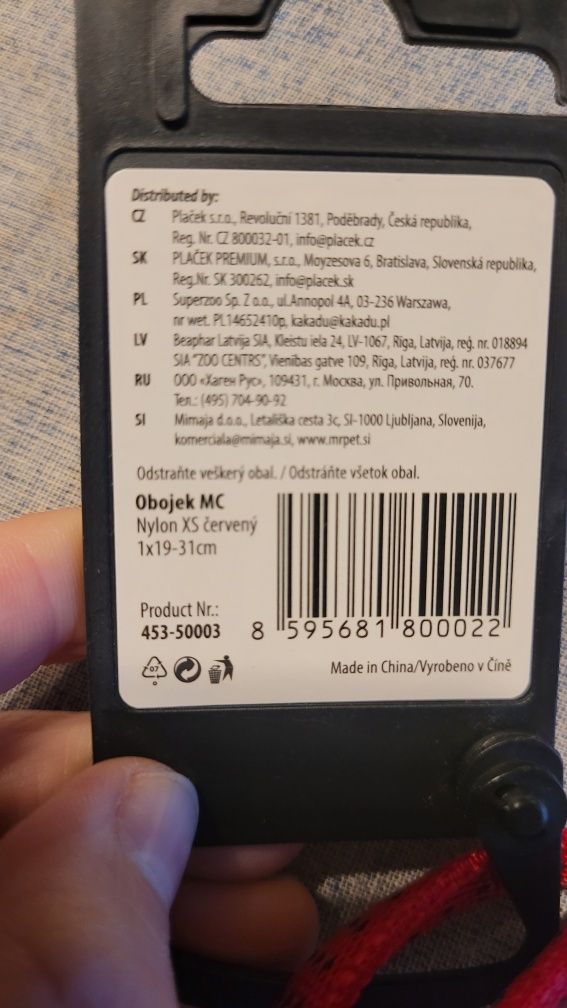 Distributed by:
CZ Plaček s.r.o., Revoluční 1381, Poděbrady, Česká republika,
Reg. Nr. CZ 800032-01, info@placek.cz
SK PLAČEK PREMIUM, s.r.o., Moyzesova 6, Bratislava, Slovenská republika,
Reg.Nr. SK 300262, info@placek.sk
PL Superzoo Sp. Z o.o., ul.Annopol 4A, 03-236 Warszawa,
nr wet. PL14652410p, kakadu@kakadu.pl
LV Beaphar Latvija SIA, Kleistu iela 24, LV-1067, Rīga, Latvija, reģ. nr. 018894
SIA "ZOO CENTRS", Vienības gatve 109, Rīga, Latvija, reģ. nr. 037677
RU ООО «Хаген Рус», 109431, г. Москва, ул. Привольная, 70.
Тел.: (495) 704-90-92
SI Mimaja d.o.o., Letališka cesta 3c, SI-1000 Ljubljana, Slovenija,
komerciala@mimaja.si, www.mrpet.si
Odstraňte veškerý obal. / Odstráňte všetok obal.
Obojek MC
Nylon XS červený
1x19-31cm
Product Nr.:
453-50003
8 595681 800022
07
Made in China/Vyrobeno v Číně